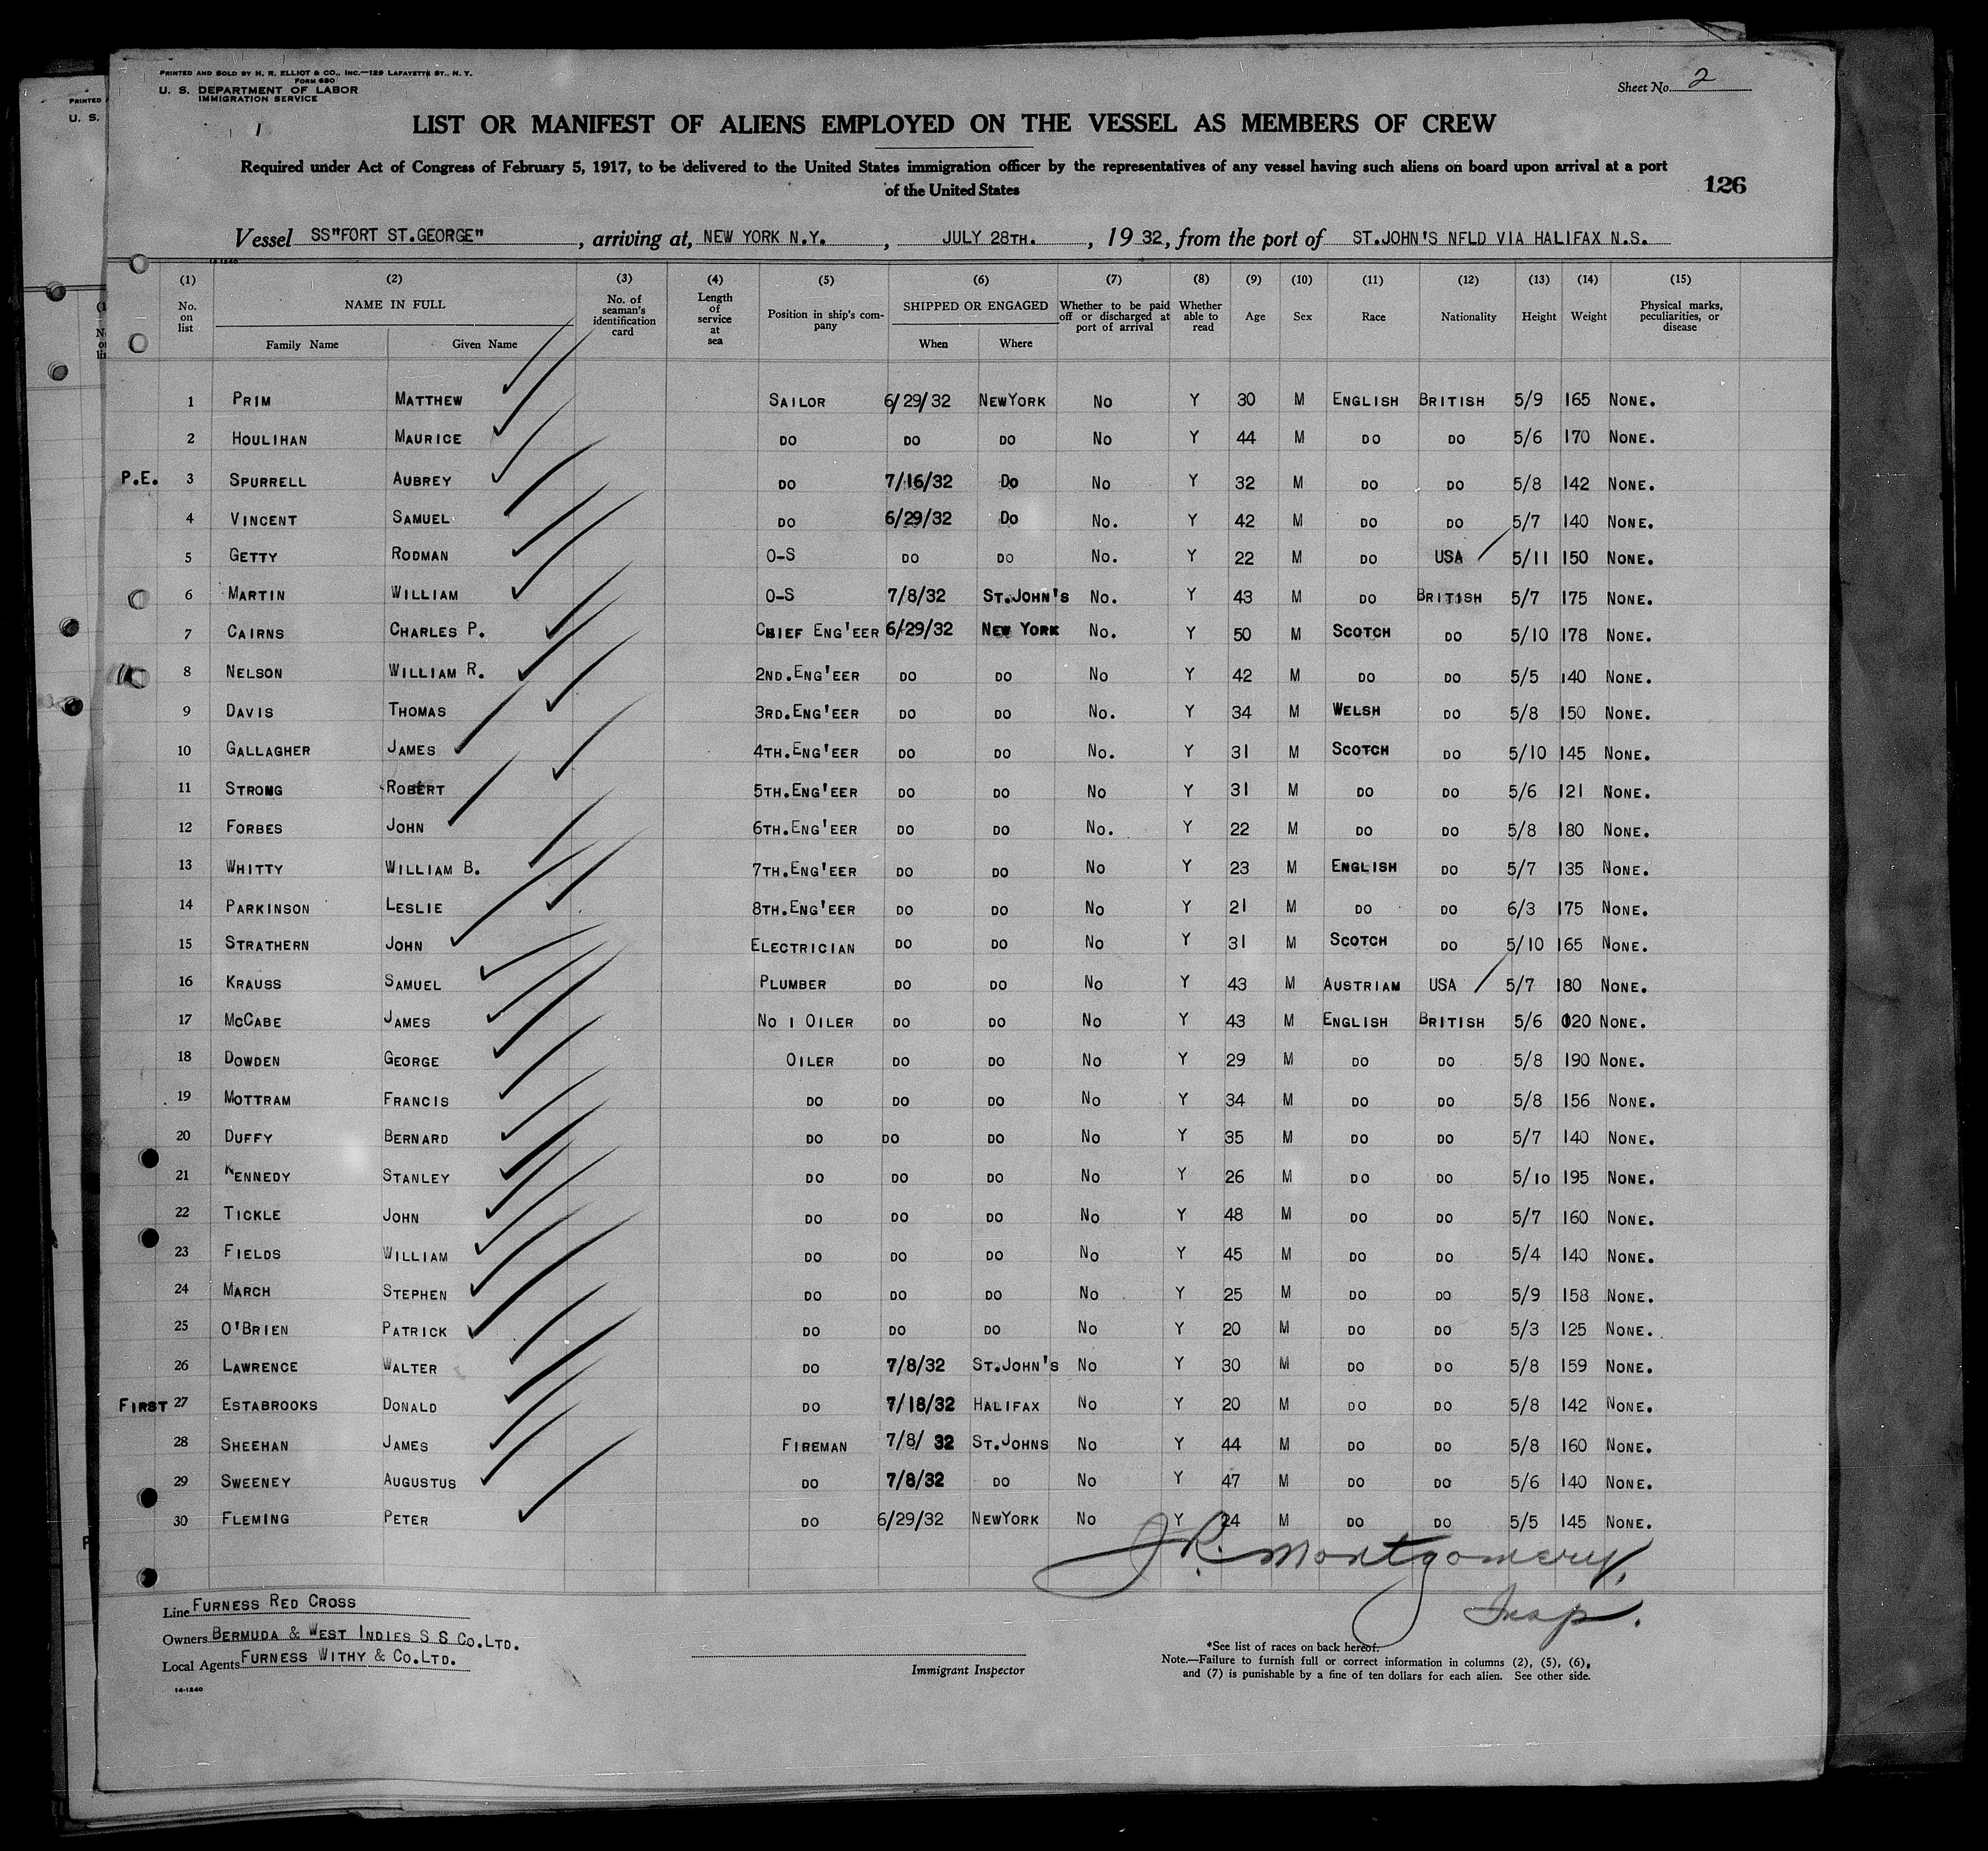 PRINTED AND SOLD BY H. R. ELLIOT & CO., INC.—129 LAFAYETTE ST., N. Y.
FORM 680
U. S. DEPARTMENT OF LABOR
IMMIGRATION SERVICE
Sheet No. 2
LIST OR MANIFEST OF ALIENS EMPLOYED ON THE VESSEL AS MEMBERS OF CREW
Required under Act of Congress of February 5, 1917, to be delivered to the United States immigration officer by the representatives of any vessel having such aliens on board upon arrival at a port
of the United States
126
Vessel SS"FORT ST.GEORGE" , arriving at, NEW YORK N.Y. , JULY 28TH. , 19 32, from the port of ST.JOHN'S NFLD VIA HALIFAX N.S.
14-1240
(1) (2) (3) (4) (5) (6) (7) (8) (9) (10) (11) (12) (13) (14) (15)
No. on list NAME IN FULL Family Name Given Name No. of seaman's identification card Length of service at sea Position in ship's company SHIPPED OR ENGAGED When Where Whether to be paid off or discharged at port of arrival Whether able to read Age Sex Race Nationality Height Weight Physical marks, peculiarities, or disease
1 PRIM MATTHEW SAILOR 6/29/32 NEWYORK NO Y 30 M ENGLISH BRITISH 5/9 165 NONE.
2 HOULIHAN MAURICE DO DO DO NO Y 44 M DO DO 5/6 170 NONE.
P.E. 3 SPURRELL AUBREY DO 7/16/32 DO NO Y 32 M DO DO 5/8 142 NONE.
4 VINCENT SAMUEL DO 6/29/32 DO NO. Y 42 M DO DO 5/7 140 NONE.
5 GETTY RODMAN O-S DO DO NO. Y 22 M DO USA 5/11 150 NONE.
6 MARTIN WILLIAM O-S 7/8/32 ST.JOHN'S NO. Y 43 M DO BRITISH 5/7 175 NONE.
7 CAIRNS CHARLES P. CHIEF ENG'EER 6/29/32 NEW YORK NO. Y 50 M SCOTCH DO 5/10 178 NONE.
8 NELSON WILLIAM R. 2ND.ENG'EER DO DO NO Y 42 M DO DO 5/5 140 NONE.
9 DAVIS THOMAS 3RD.ENG'EER DO DO NO. Y 34 M WELSH DO 5/8 150 NONE.
10 GALLAGHER JAMES 4TH.ENG'EER DO DO NO. Y 31 M SCOTCH DO 5/10 145 NONE.
11 STRONG ROBERT 5TH.ENG'EER DO DO NO Y 31 M DO DO 5/6 121 NONE.
12 FORBES JOHN 6TH.ENG'EER DO DO NO. Y 22 M DO DO 5/8 180 NONE.
13 WHITTY WILLIAM B. 7TH.ENG'EER DO DO NO Y 23 M ENGLISH DO 5/7 135 NONE.
14 PARKINSON LESLIE 8TH.ENG'EER DO DO NO Y 21 M DO DO 6/3 175 NONE.
15 STRATHERN JOHN ELECTRICIAN DO DO NO Y 31 M SCOTCH DO 5/10 165 NONE.
16 KRAUSS SAMUEL PLUMBER DO DO NO Y 43 M AUSTRIAM USA 5/7 180 NONE.
17 MCCABE JAMES NO 1 OILER DO DO NO Y 43 M ENGLISH BRITISH 5/6 120 NONE.
18 DOWDEN GEORGE OILER DO DO NO Y 29 M DO DO 5/8 190 NONE.
19 MOTTRAM FRANCIS DO DO DO NO Y 34 M DO DO 5/8 156 NONE.
20 DUFFY BERNARD DO DO DO NO Y 35 M DO DO 5/7 140 NONE.
21 KENNEDY STANLEY DO DO DO NO Y 26 M DO DO 5/10 195 NONE.
22 TICKLE JOHN DO DO DO NO Y 48 M DO DO 5/7 160 NONE.
23 FIELDS WILLIAM DO DO DO NO Y 45 M DO DO 5/4 140 NONE.
24 MARCH STEPHEN DO DO DO NO Y 25 M DO DO 5/9 158 NONE.
25 O'BRIEN PATRICK DO DO DO NO Y 20 M DO DO 5/3 125 NONE.
26 LAWRENCE WALTER DO 7/8/32 ST.JOHN'S NO Y 30 M DO DO 5/8 159 NONE.
FIRST 27 ESTABROOKS DONALD DO 7/18/32 HALIFAX NO Y 20 M DO DO 5/8 142 NONE.
28 SHEEHAN JAMES FIREMAN 7/8/ 32 ST.JOHNS NO Y 44 M DO DO 5/8 160 NONE.
29 SWEENEY AUGUSTUS DO 7/8/32 DO NO Y 47 M DO DO 5/6 140 NONE.
30 FLEMING PETER DO 6/29/32 NEWYORK NO Y 24 M DO DO 5/5 145 NONE.
J R. Montgomery,
Insp.
Line FURNESS RED CROSS
Owners BERMUDA & WEST INDIES S S CO.LTD.
Local Agents FURNESS WITHY & CO.LTD.
14-1240
Immigrant Inspector
*See list of races on back hereof.
Note.—Failure to furnish full or correct information in columns (2), (5), (6),
and (7) is punishable by a fine of ten dollars for each alien. See other side.